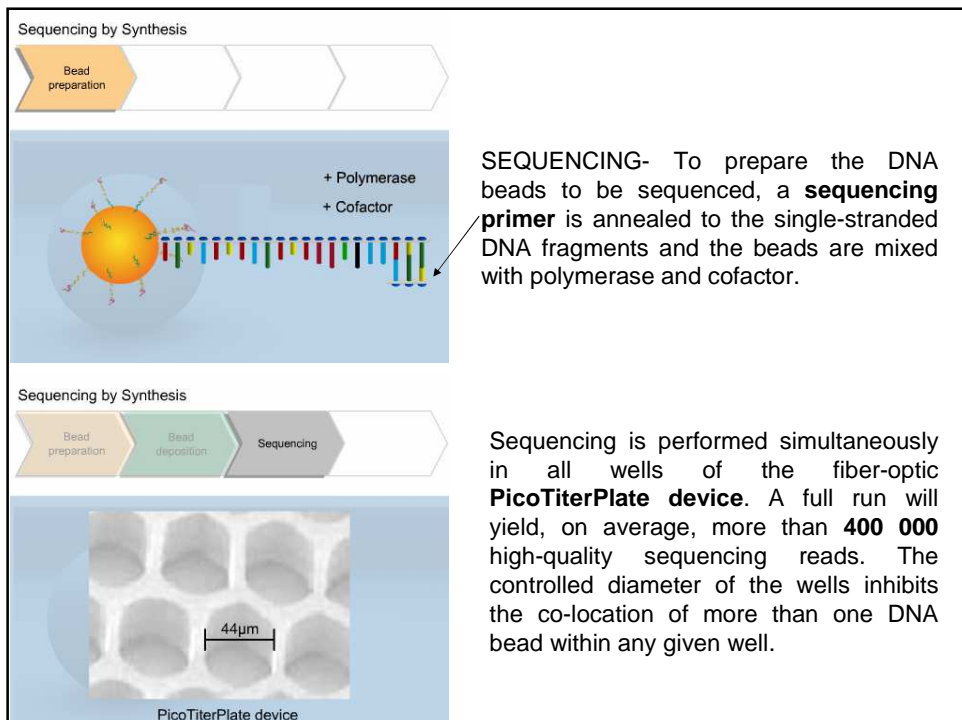 Sequencing by Synthesis
Bead
preparation
+ Polymerase
+ Cofactor
SEQUENCING- To prepare the DNA
beads to be sequenced, a sequencing
primer is annealed to the single-stranded
DNA fragments and the beads are mixed
with polymerase and cofactor.
Sequencing by Synthesis
Bead
preparation
Bead
deposition
Sequencing
44µm
PicoTiterPlate device
Sequencing is performed simultaneously
in all wells of the fiber-optic
PicoTiterPlate device. A full run will
yield, on average, more than 400 000
high-quality sequencing reads. The
controlled diameter of the wells inhibits
the co-location of more than one DNA
bead within any given well.